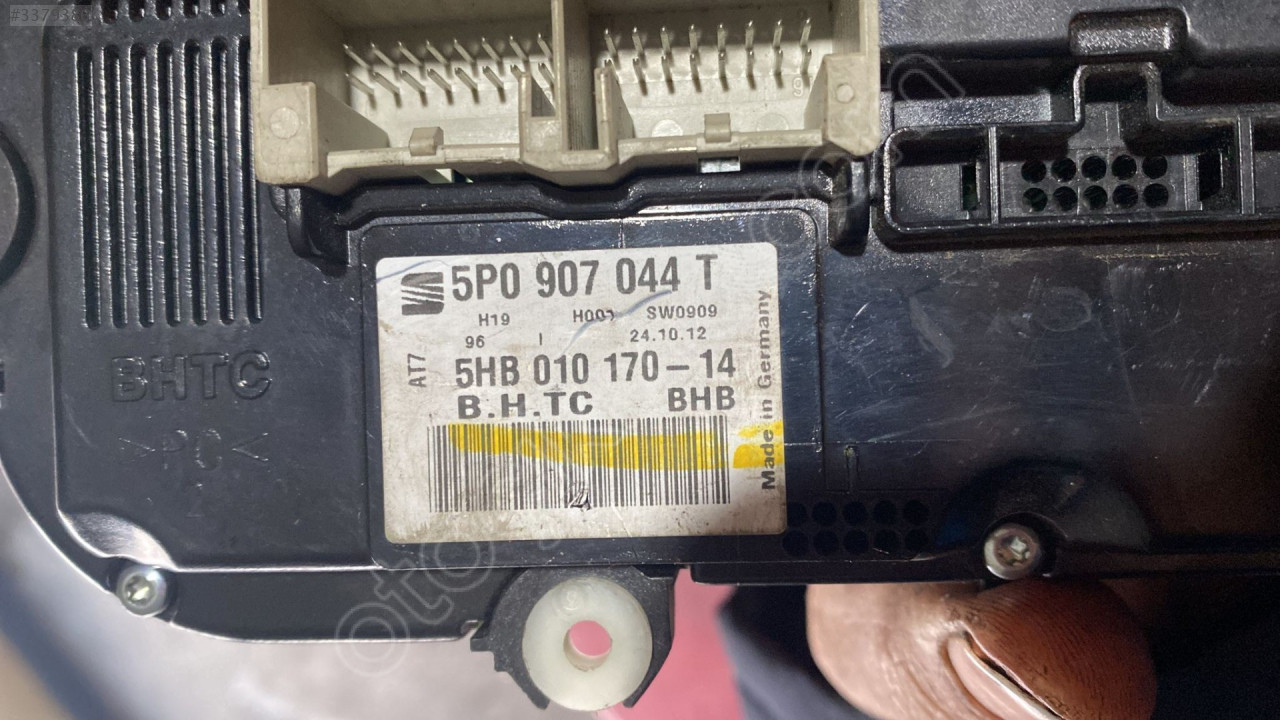 5P0 907 044 T
H19 H001 SW0909
96 I 24.10.12
AT7
5HB 010 170-14
B.H.TC BHB
Made in Germany
BHTC
>PC<